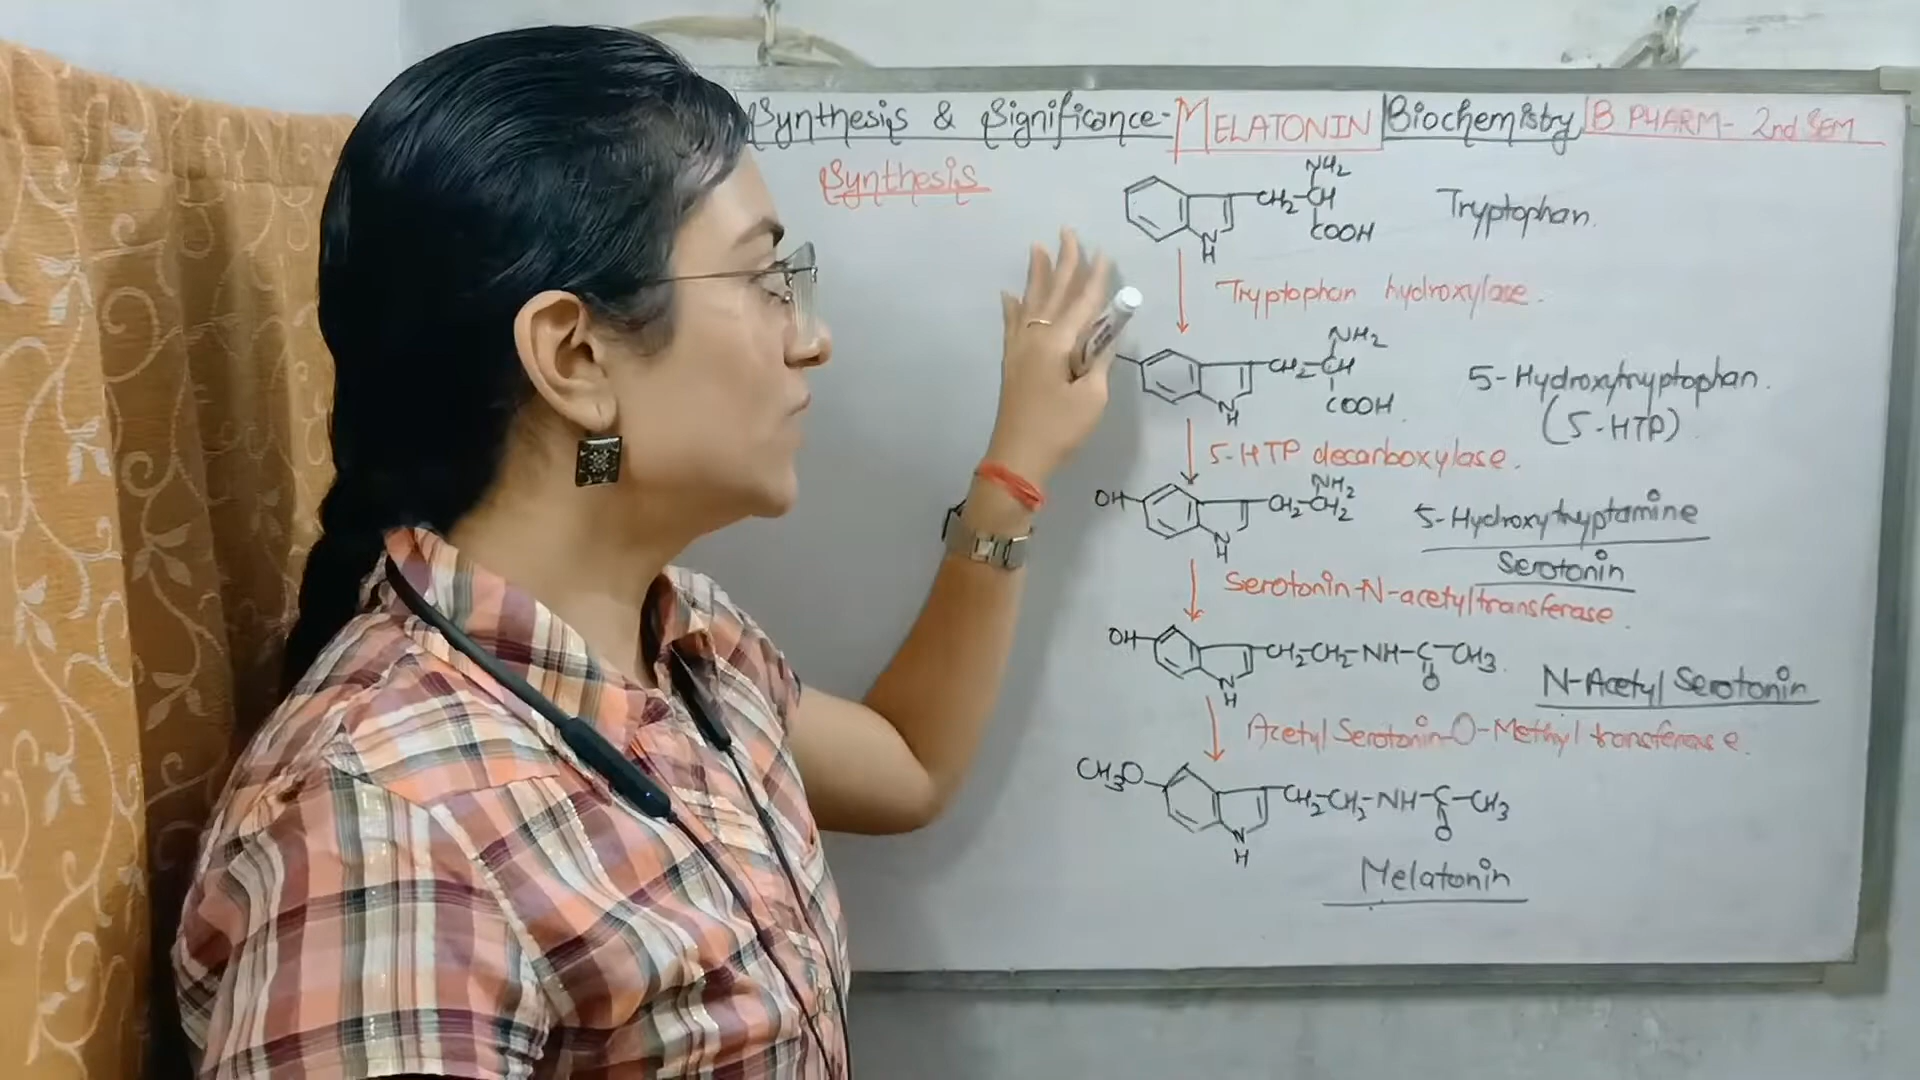 Synthesis & Significance- MELATONIN Biochemistry B PHARM- 2nd SEM
Synthesis
NH2
CH2-CH
COOH
N
H
Tryptophan.
Tryptophan hydroxylase.
NH2
CH2-CH
COOH
N
H
5-Hydroxytryptophan.
(5-HTP)
5-HTP decarboxylase.
NH2
OH
CH2-CH2
N
H
5-Hydroxytryptamine
Serotonin
Serotonin-N-acetyltransferase.
OH
CH2CH2-NH-C-CH3
O
N
H
N-Acetyl Serotonin
Acetyl Serotonin-O-Methyl transferase.
CH3O
CH2-CH2-NH-C-CH3
O
N
H
Melatonin